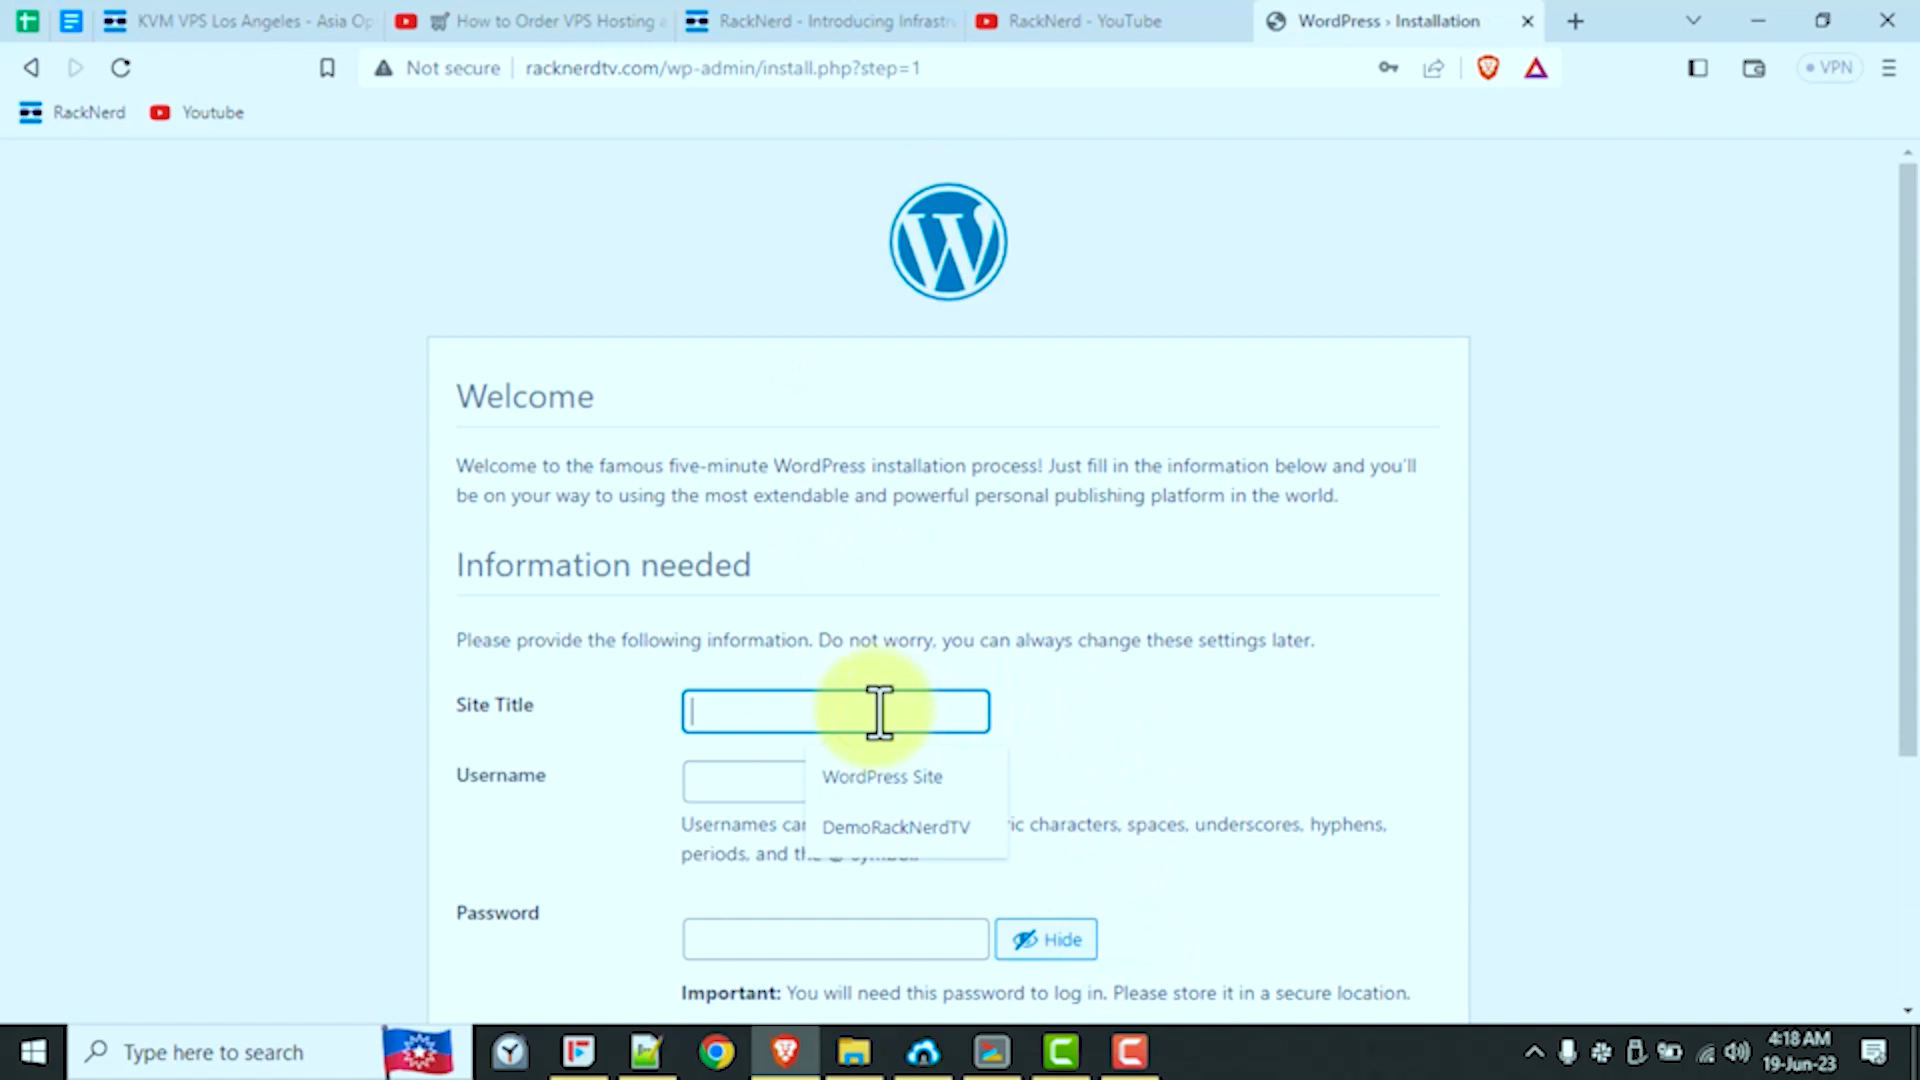 KVM VPS Los Angeles - Asia Op
How to Order VPS Hosting
RackNerd - Introducing Infrastr
RackNerd - YouTube
WordPress › Installation
Not secure
racknerdtv.com/wp-admin/install.php?step=1
VPN
RackNerd
Youtube
Welcome
Welcome to the famous five-minute WordPress installation process! Just fill in the information below and you'll
be on your way to using the most extendable and powerful personal publishing platform in the world.
Information needed
Please provide the following information. Do not worry, you can always change these settings later.
Site Title
WordPress Site
Username
Usernames can ic characters, spaces, underscores, hyphens,
DemoRackNerdTV
periods, and the
Password
Hide
Important: You will need this password to log in. Please store it in a secure location.
Type here to search
4:18 AM
19-Jun-23